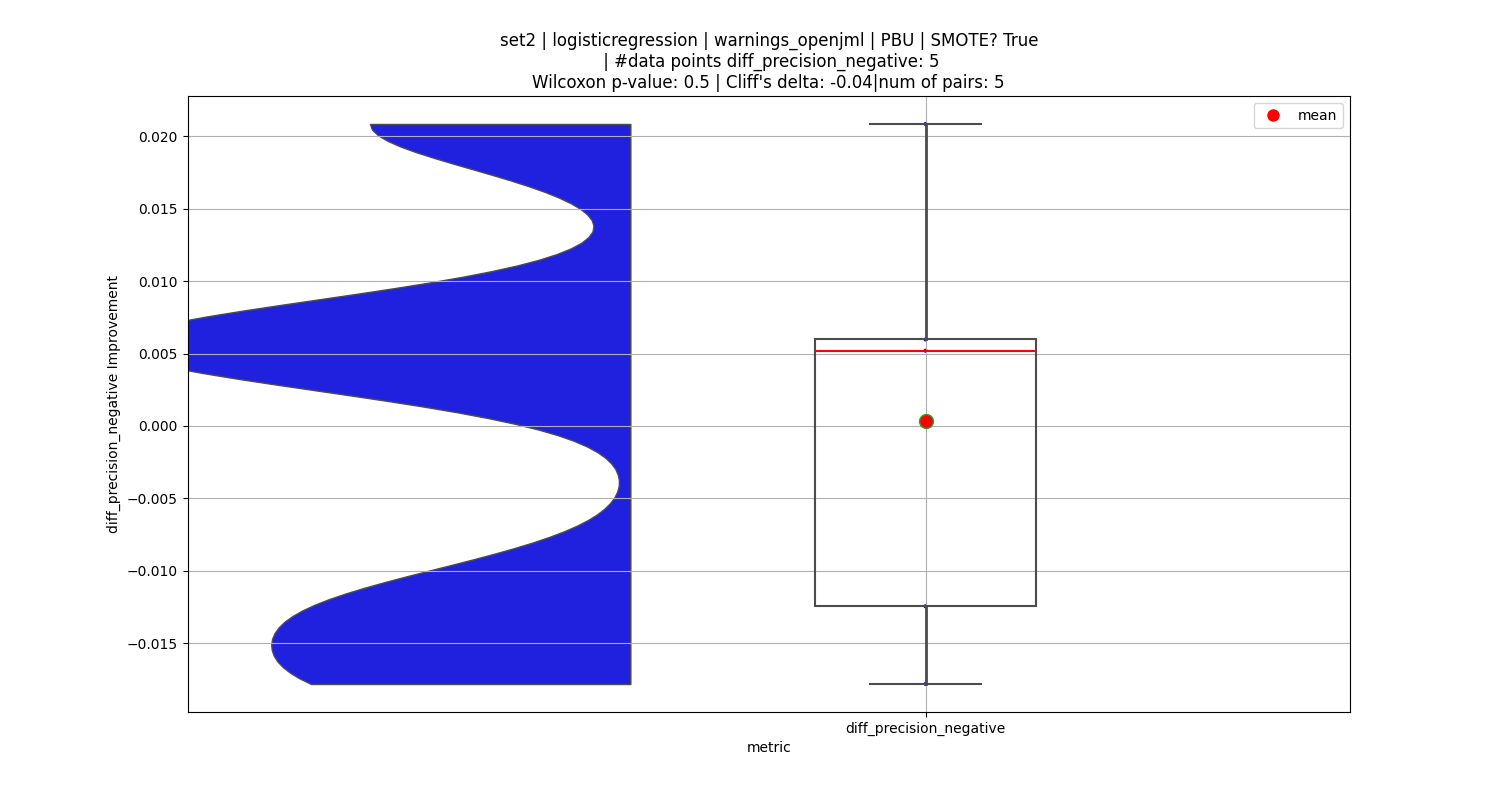 set2 | logisticregression | warnings_openjml | PBU | SMOTE? True
| #data points diff_precision_negative: 5
Wilcoxon p-value: 0.5 | Cliff's delta: -0.04|num of pairs: 5
mean
0.020
0.015
0.010
0.005
0.000
−0.005
−0.010
−0.015
diff_precision_negative Improvement
diff_precision_negative
metric